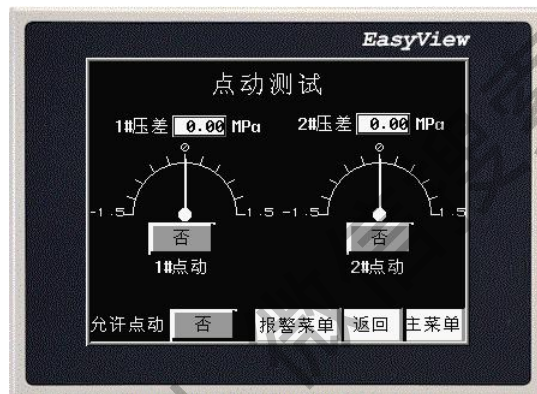 EasyView
点动测试
1#压差 0.00 MPa 2#压差 0.00 MPa
0 0
-1.5 1.5 -1.5 1.5
否 否
1#点动 2#点动
允许点动 否 报警菜单 返回 主菜单